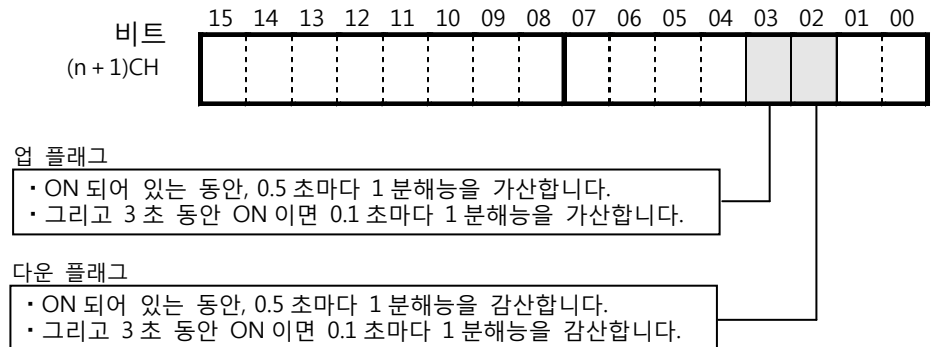 15 14 13 12 11 10 09 08 07 06 05 04 03 02 01 00
비트
(n + 1)CH
업 플래그
・ON 되어 있는 동안, 0.5 초마다 1 분해능을 가산합니다.
・그리고 3 초 동안 ON 이면 0.1 초마다 1 분해능을 가산합니다.
다운 플래그
・ON 되어 있는 동안, 0.5 초마다 1 분해능을 감산합니다.
・그리고 3 초 동안 ON 이면 0.1 초마다 1 분해능을 감산합니다.